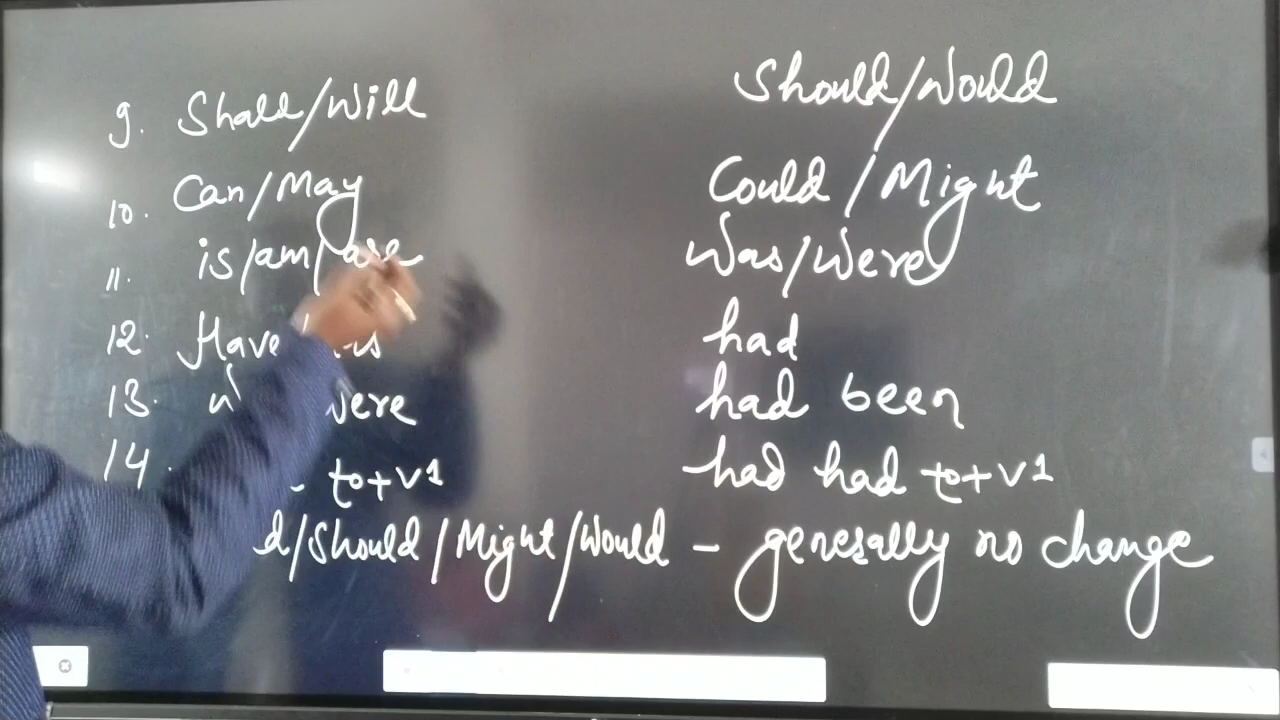 9. Shall/Will Should/Would
10. Can/May Could/Might
11. is/am/are Was/Were
12. Have had
13. were had been
14. - to+V1 had had to+V1
/Should/Might/Would - generally no change